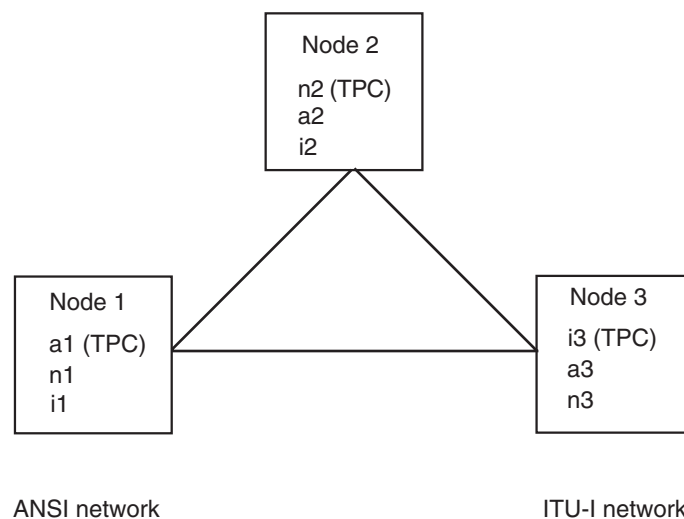 Node 2
n2 (TPC)
a2
i2
Node 1
a1 (TPC)
n1
i1
Node 3
i3 (TPC)
a3
n3
ANSI network
ITU-I network